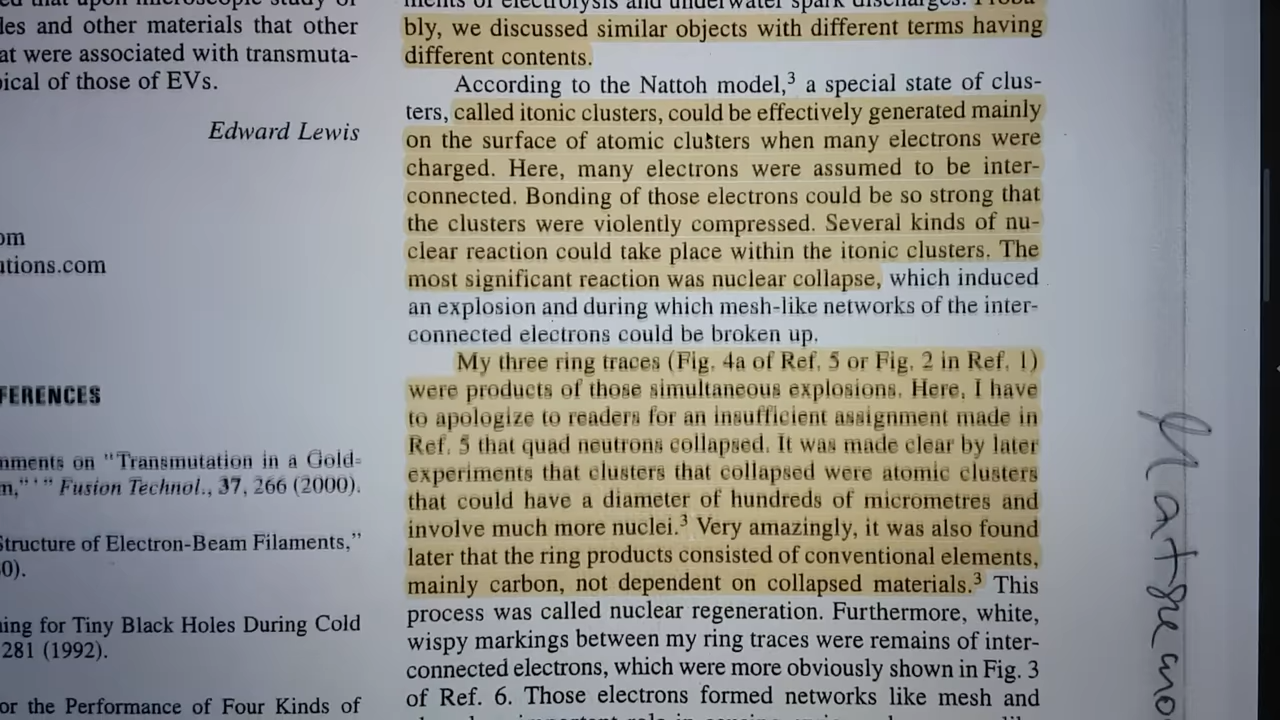 les and other materials that other
at were associated with transmuta-
ical of those of EVs.
Edward Lewis
om
utions.com
FERENCES
nments on "Transmutation in a Gold-
m,"'" Fusion Technol., 37, 266 (2000).
Structure of Electron-Beam Filaments,"
0).
ing for Tiny Black Holes During Cold
281 (1992).
or the Performance of Four Kinds of
ments of electrolysis and underwater spark discharges. Proba-
bly, we discussed similar objects with different terms having
different contents.
According to the Nattoh model,³ a special state of clus-
ters, called itonic clusters, could be effectively generated mainly
on the surface of atomic clusters when many electrons were
charged. Here, many electrons were assumed to be inter-
connected. Bonding of those electrons could be so strong that
the clusters were violently compressed. Several kinds of nu-
clear reaction could take place within the itonic clusters. The
most significant reaction was nuclear collapse, which induced
an explosion and during which mesh-like networks of the inter-
connected electrons could be broken up.
My three ring traces (Fig. 4a of Ref. 5 or Fig. 2 in Ref. 1)
were products of those simultaneous explosions. Here, I have
to apologize to readers for an insufficient assignment made in
Ref. 5 that quad neutrons collapsed. It was made clear by later
experiments that clusters that collapsed were atomic clusters
that could have a diameter of hundreds of micrometres and
involve much more nuclei.³ Very amazingly, it was also found
later that the ring products consisted of conventional elements,
mainly carbon, not dependent on collapsed materials.³ This
process was called nuclear regeneration. Furthermore, white,
wispy markings between my ring traces were remains of inter-
connected electrons, which were more obviously shown in Fig. 3
of Ref. 6. Those electrons formed networks like mesh and
Matsumo